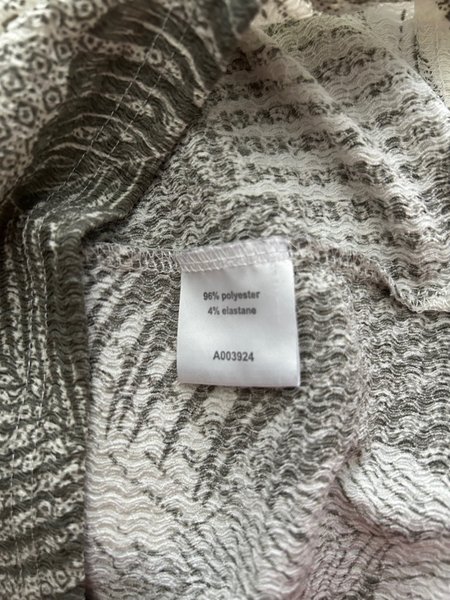 96% polyester
4% elastane
A003924